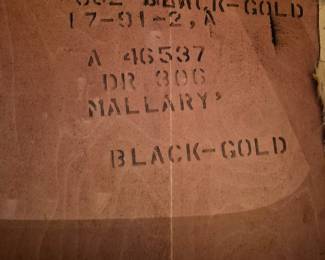 BLACK-GOLD
17-91-2,A
A 46537
DR 306
MALLARY'
BLACK-GOLD